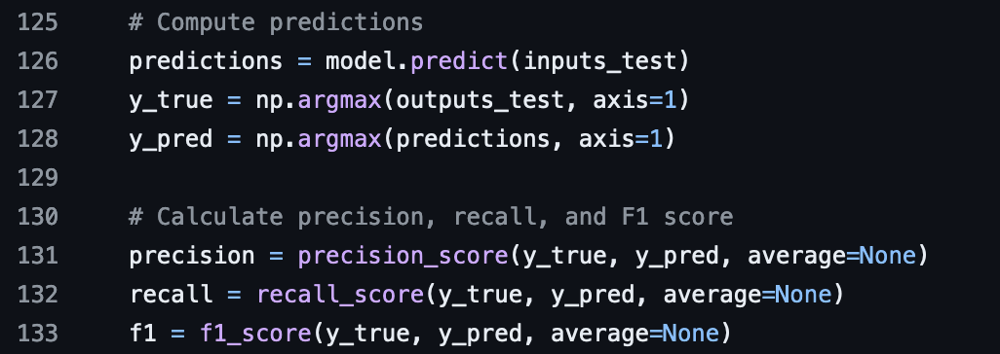 125 # Compute predictions
126 predictions = model.predict(inputs_test)
127 y_true = np.argmax(outputs_test, axis=1)
128 y_pred = np.argmax(predictions, axis=1)
129
130 # Calculate precision, recall, and F1 score
131 precision = precision_score(y_true, y_pred, average=None)
132 recall = recall_score(y_true, y_pred, average=None)
133 f1 = f1_score(y_true, y_pred, average=None)